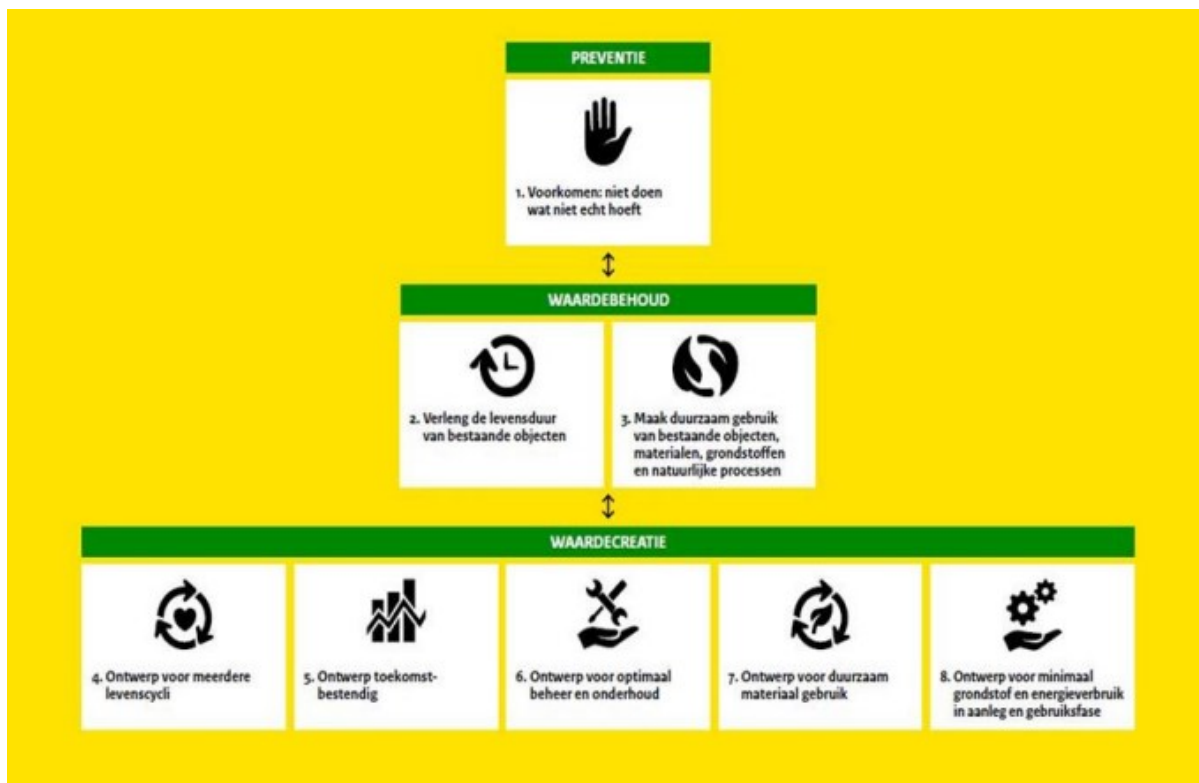 PREVENTIE
1. Voorkomen: niet doen
wat niet echt hoeft
WAARDEBEHOUD
2. Verleng de levensduur
van bestaande objecten
3. Maak duurzaam gebruik
van bestaande objecten,
materialen, grondstoffen
en natuurlijke processen
WAARDECREATIE
4. Ontwerp voor meerdere
levenscycli
5. Ontwerp toekomst-
bestendig
6. Ontwerp voor optimaal
beheer en onderhoud
7. Ontwerp voor duurzaam
materiaal gebruik
8. Ontwerp voor minimaal
grondstof en energieverbruik
in aanleg en gebruiksfase